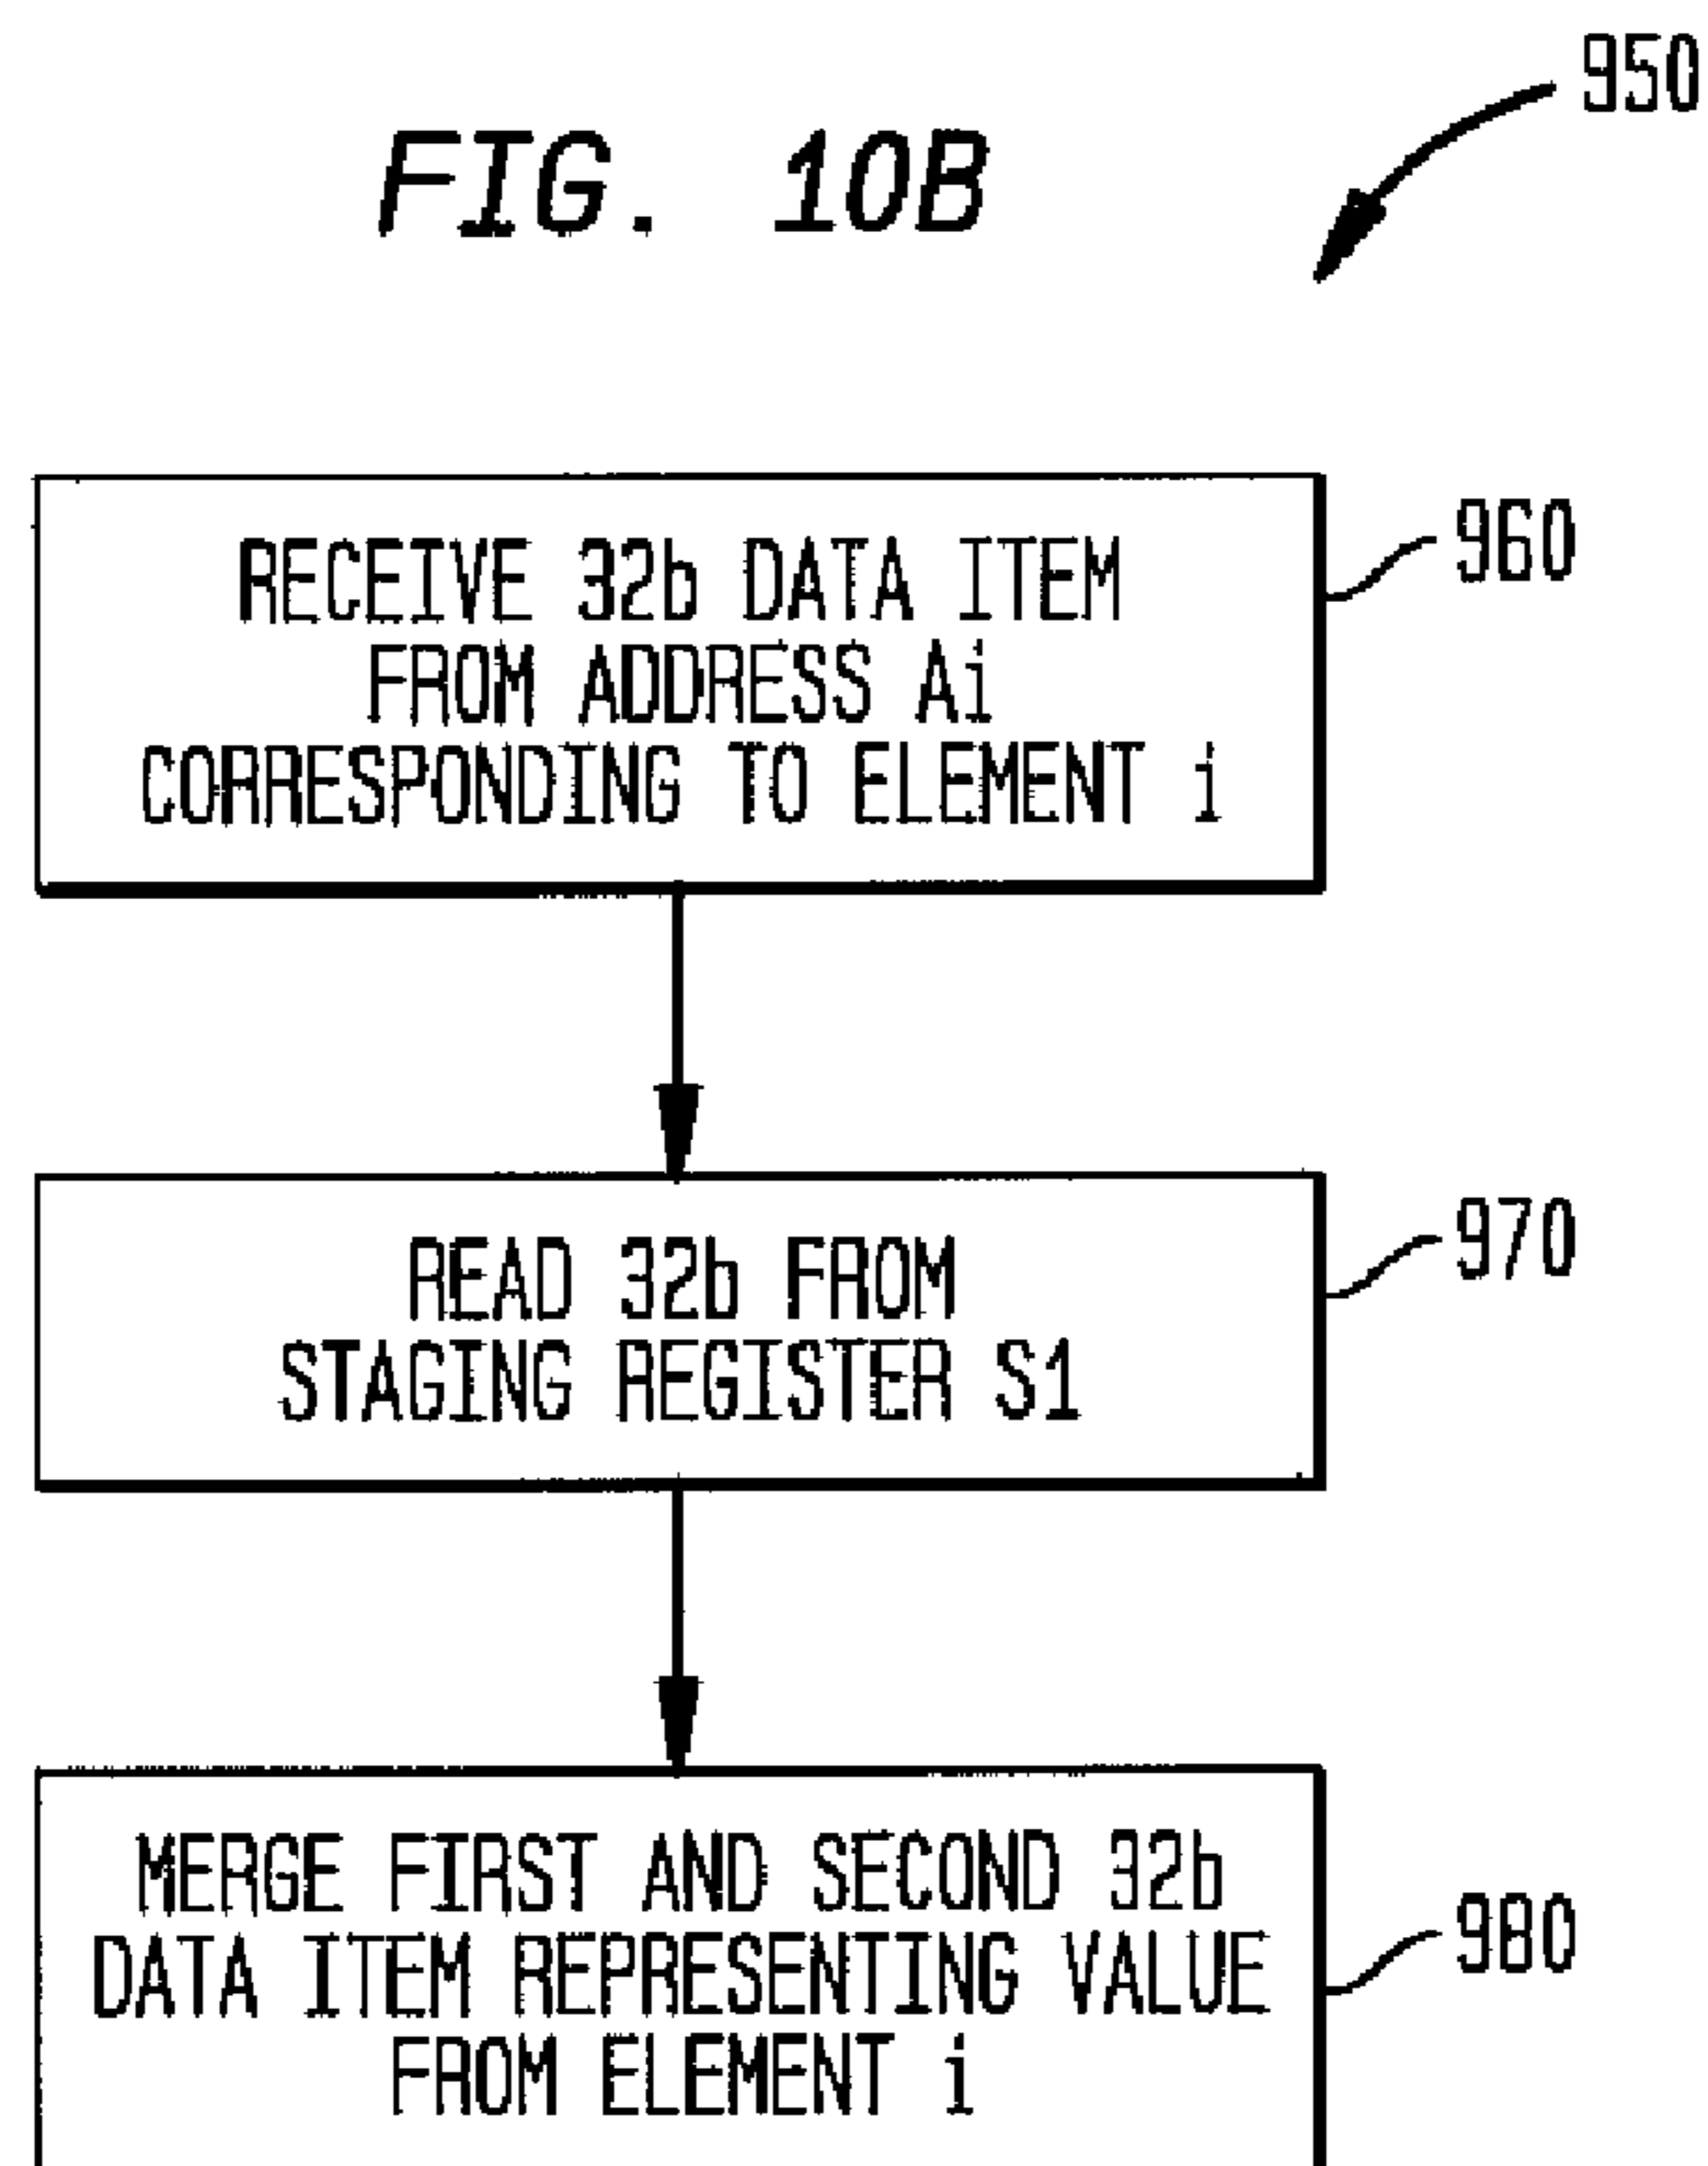 950
FIG. 10B
RECEIVE 32b DATA ITEM
FROM ADDRESS Ai
CORRESPONDING TO ELEMENT i
960
READ 32b FROM
STAGING REGISTER S1
970
MERGE FIRST AND SECOND 32b
DATA ITEM REPRESENTING VALUE
FROM ELEMENT i
980